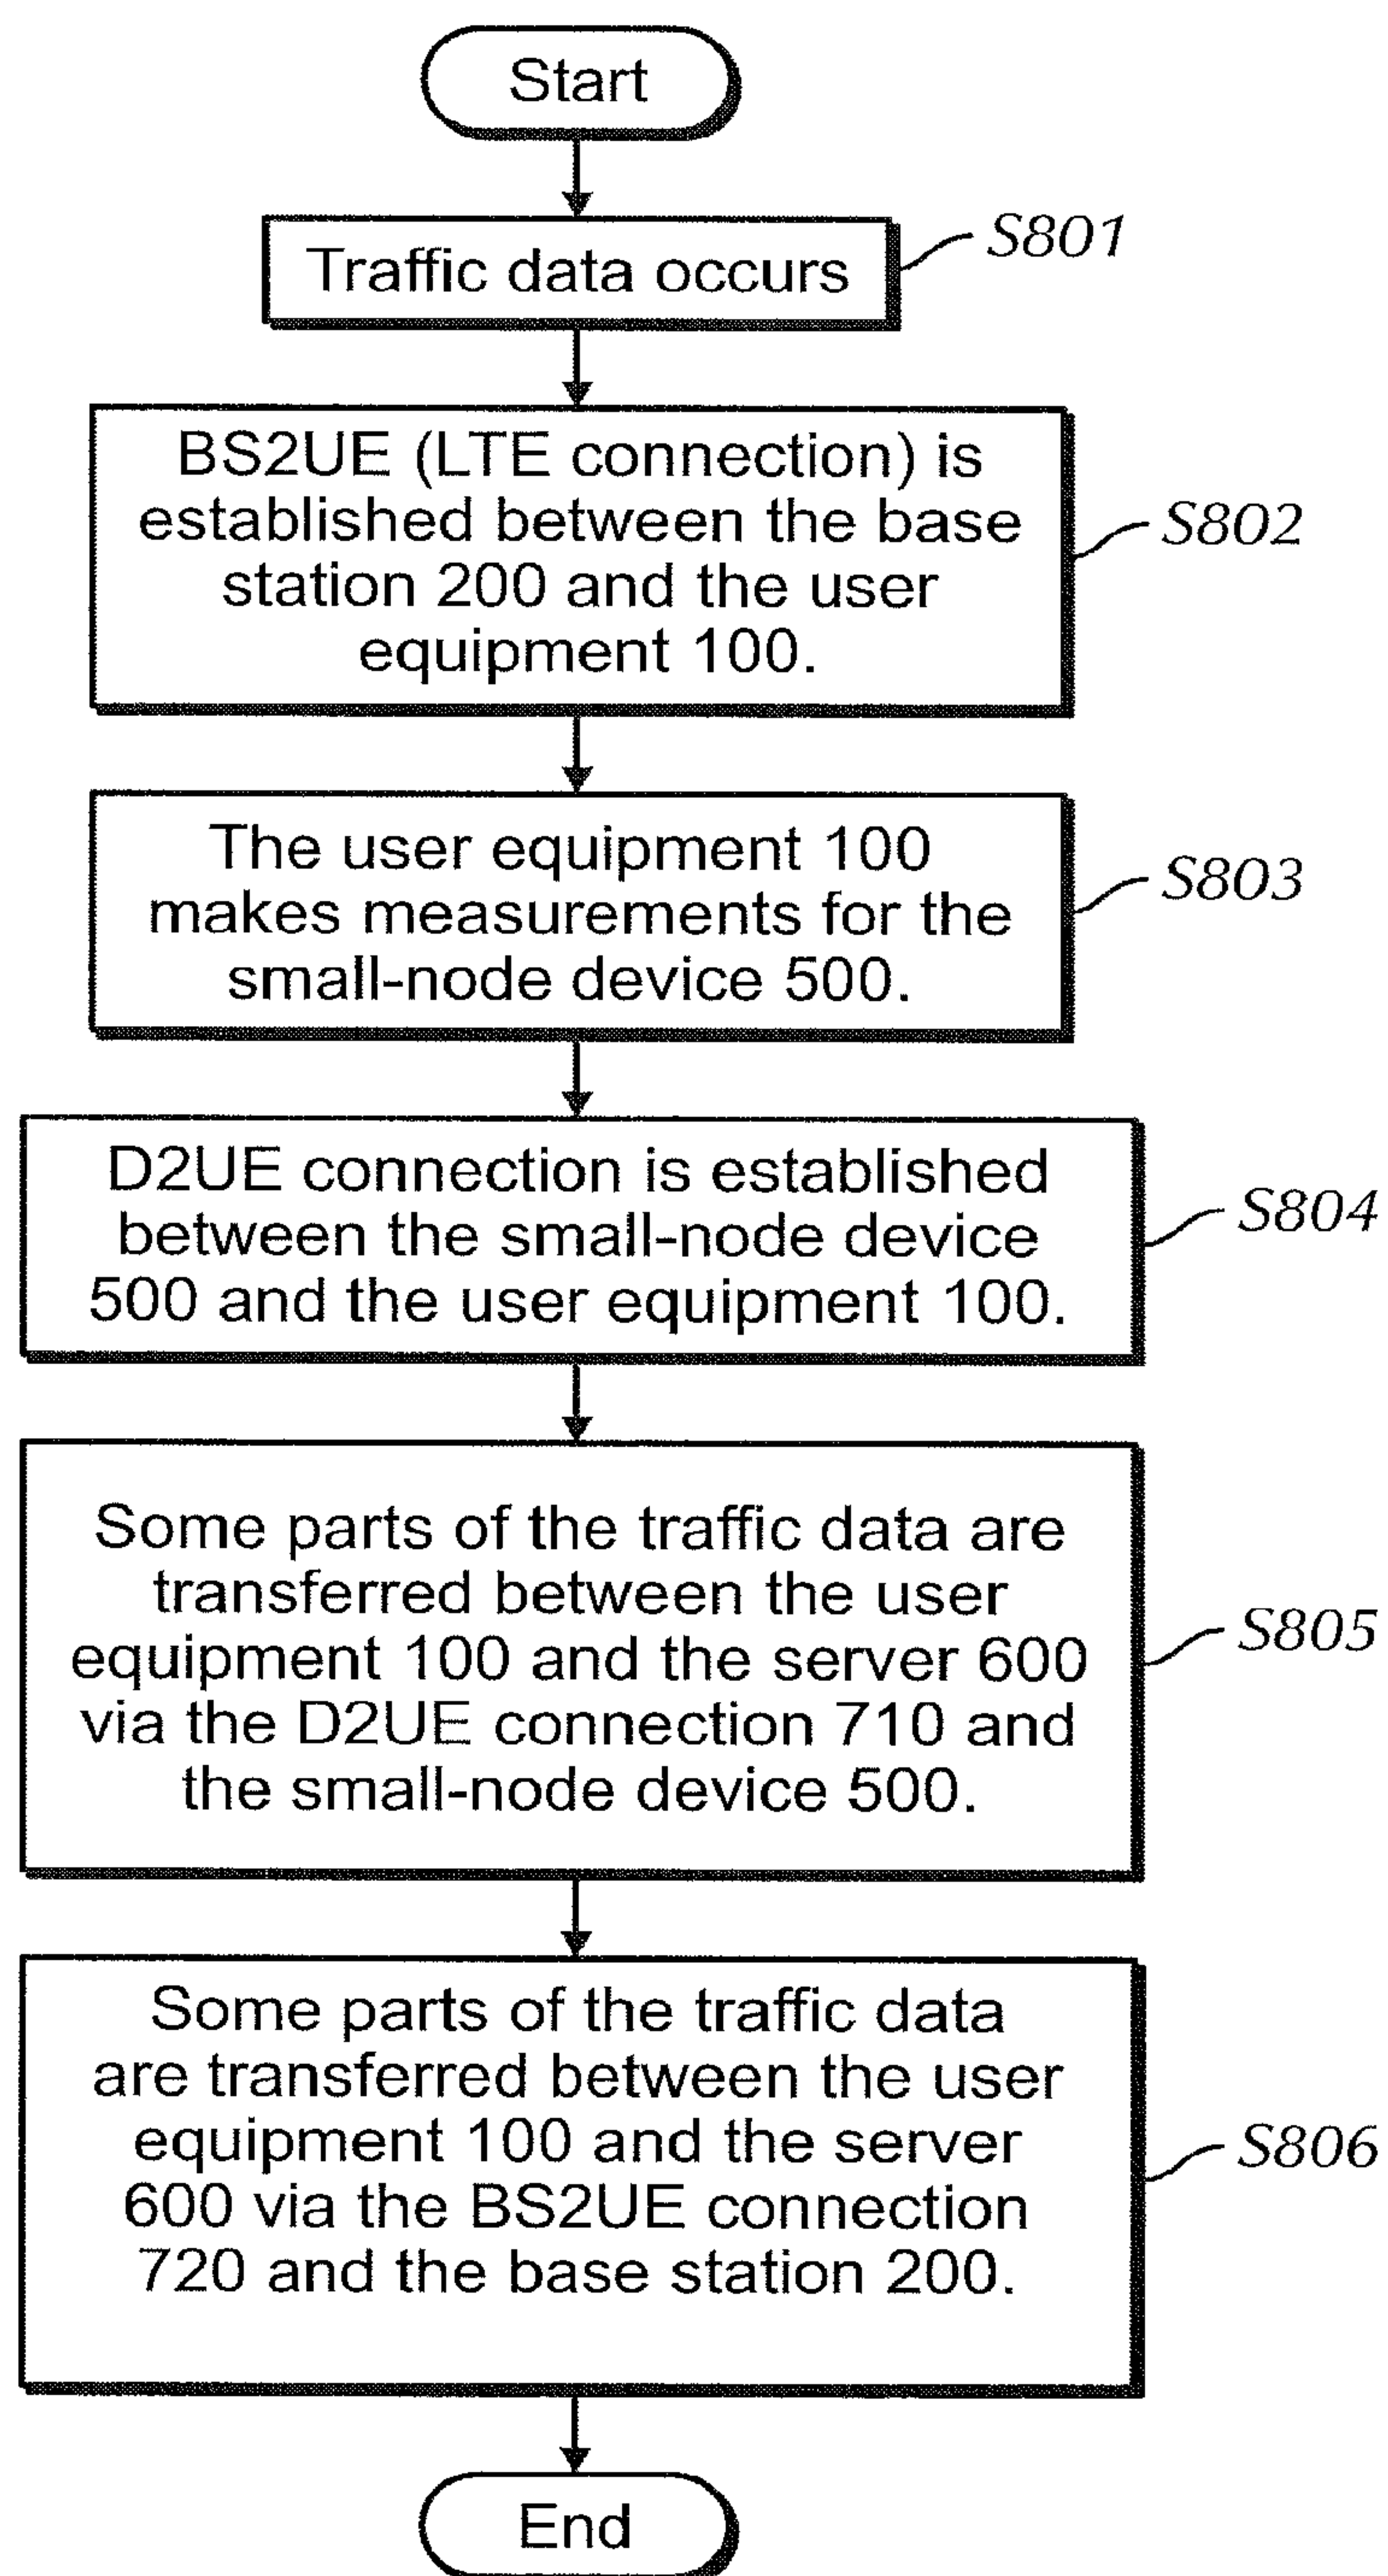 Start
Traffic data occurs
S801
BS2UE (LTE connection) is
established between the base
station 200 and the user
equipment 100.
S802
The user equipment 100
makes measurements for the
small-node device 500.
S803
D2UE connection is established
between the small-node device
500 and the user equipment 100.
S804
Some parts of the traffic data are
transferred between the user
equipment 100 and the server 600
via the D2UE connection 710 and
the small-node device 500.
S805
Some parts of the traffic data
are transferred between the user
equipment 100 and the server
600 via the BS2UE connection
720 and the base station 200.
S806
End